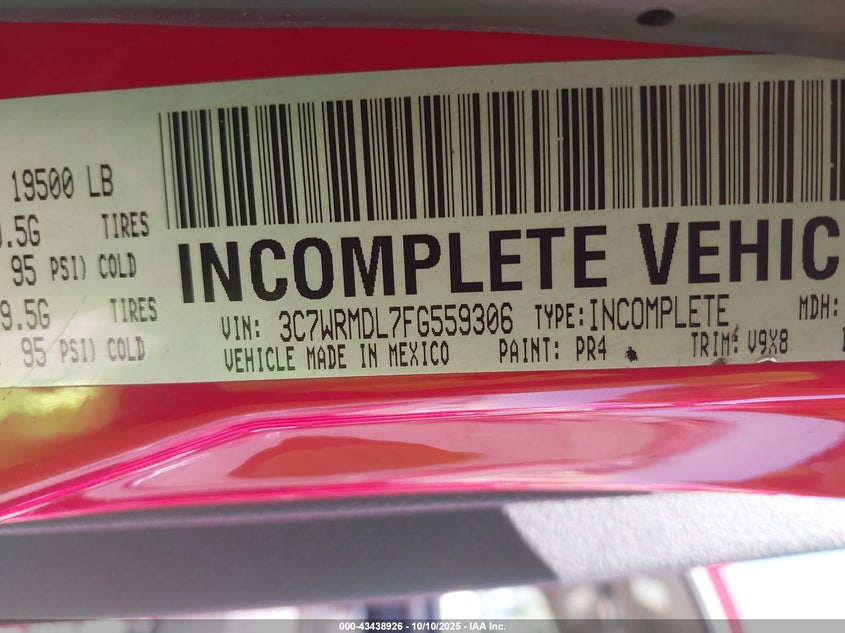 19500 LB
.5G TIRES
95 PSI) COLD
9.5G TIRES
95 PSI) COLD
INCOMPLETE VEHIC
VIN: 3C7WRMDL7FG559306 TYPE: INCOMPLETE MDH:
VEHICLE MADE IN MEXICO PAINT: PR4 TRIM: V9X8
000-43438926 - 10/10/2025 - IAA Inc.